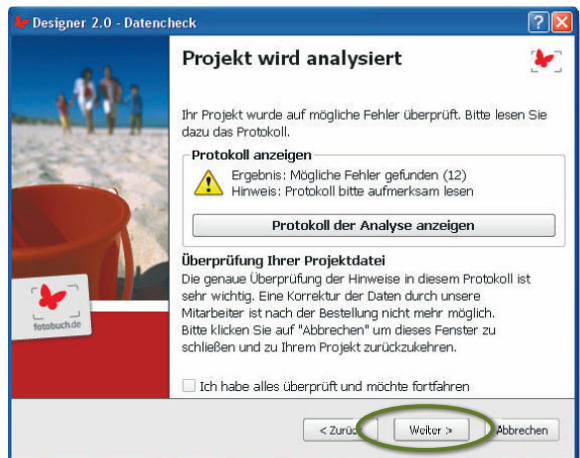 Designer 2.0 - Datencheck
Projekt wird analysiert
Ihr Projekt wurde auf mögliche Fehler überprüft. Bitte lesen Sie
dazu das Protokoll.
Protokoll anzeigen
Ergebnis: Mögliche Fehler gefunden (12)
Hinweis: Protokoll bitte aufmerksam lesen
Protokoll der Analyse anzeigen
Überprüfung Ihrer Projektdatei
Die genaue Überprüfung der Hinweise in diesem Protokoll ist
sehr wichtig. Eine Korrektur der Daten durch unsere
Mitarbeiter ist nach der Bestellung nicht mehr möglich.
Bitte klicken Sie auf "Abbrechen" um dieses Fenster zu
schließen und zu Ihrem Projekt zurückzukehren.
fotobuch.de
Ich habe alles überprüft und möchte fortfahren
< Zurück
Weiter >
Abbrechen